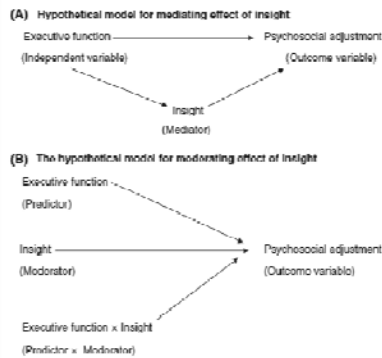 (A) Hypothetical model for mediating effect of insight
Executive function
Psychosocial adjustment
(Independent variable)
(Outcome variable)
Insight
(Mediator)
(B) The hypothetical model for moderating effect of insight
Executive function
(Predictor)
Insight
Psychosocial adjustment
(Moderator)
(Outcome variable)
Executive function x Insight
(Predictor x Moderator)